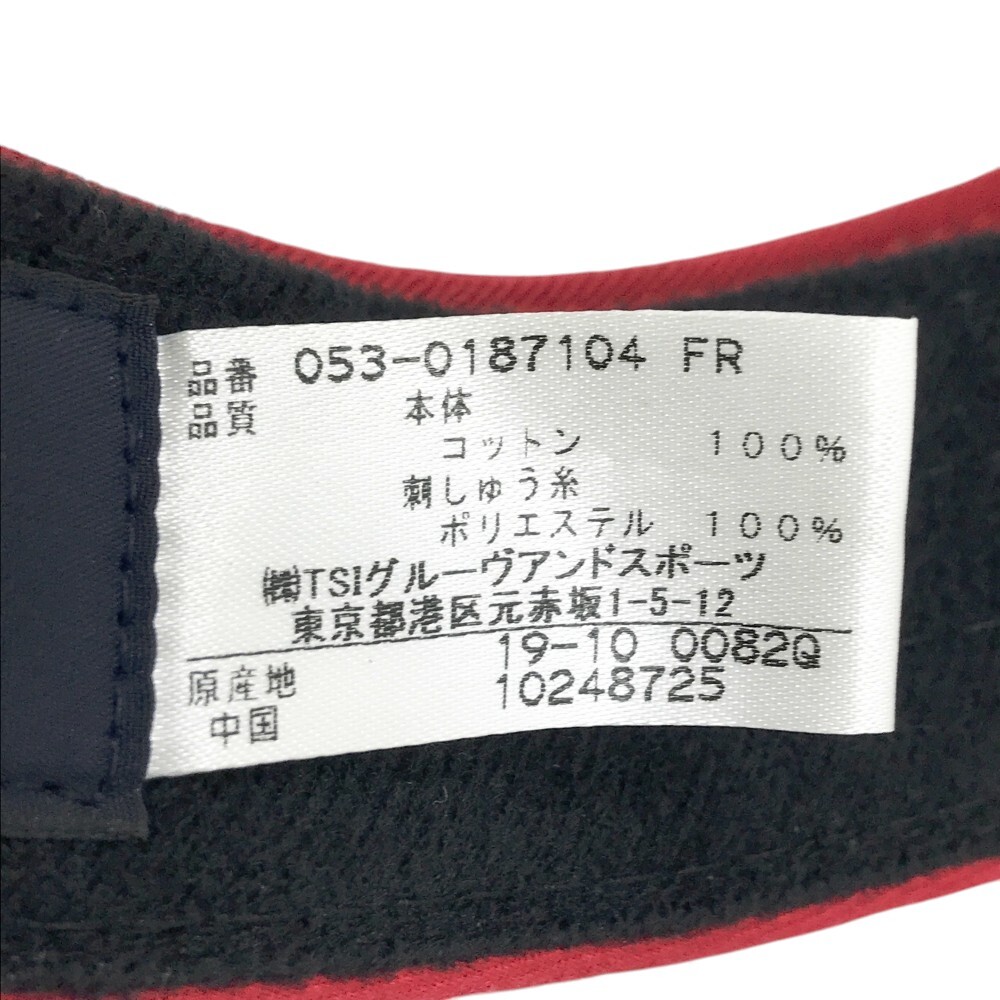 品番 053-0187104 FR
品質 本体
コットン 100%
刺しゅう糸
ポリエステル 100%
㈱TSIグルーヴアンドスポーツ
東京都港区元赤坂1-5-12
19-10 0082Q
原産地 10248725
中国